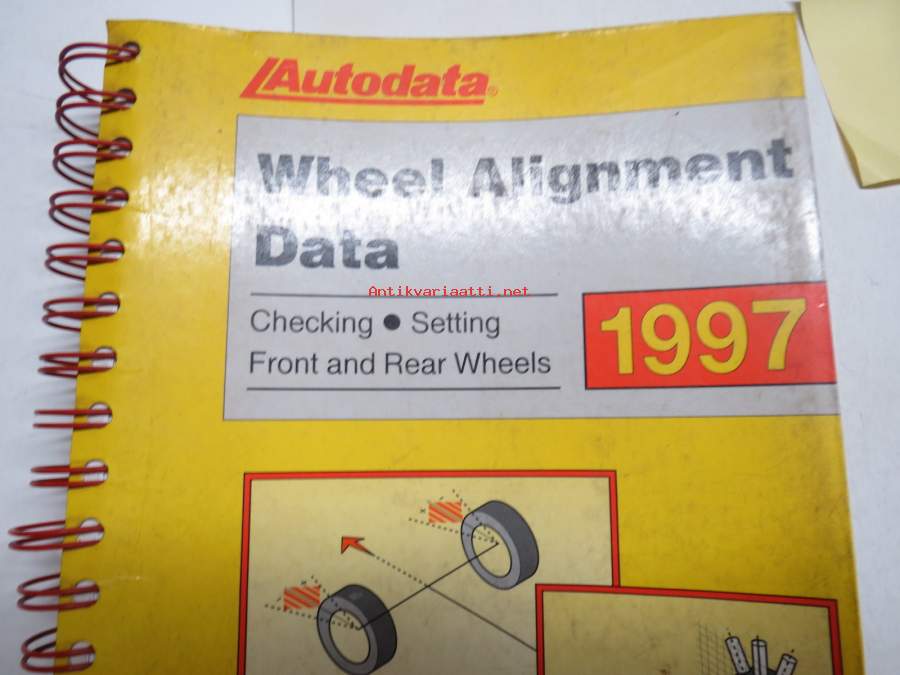 Autodata®
Wheel Alignment
Data
Antikvariaatti.net
Checking • Setting
Front and Rear Wheels
1997